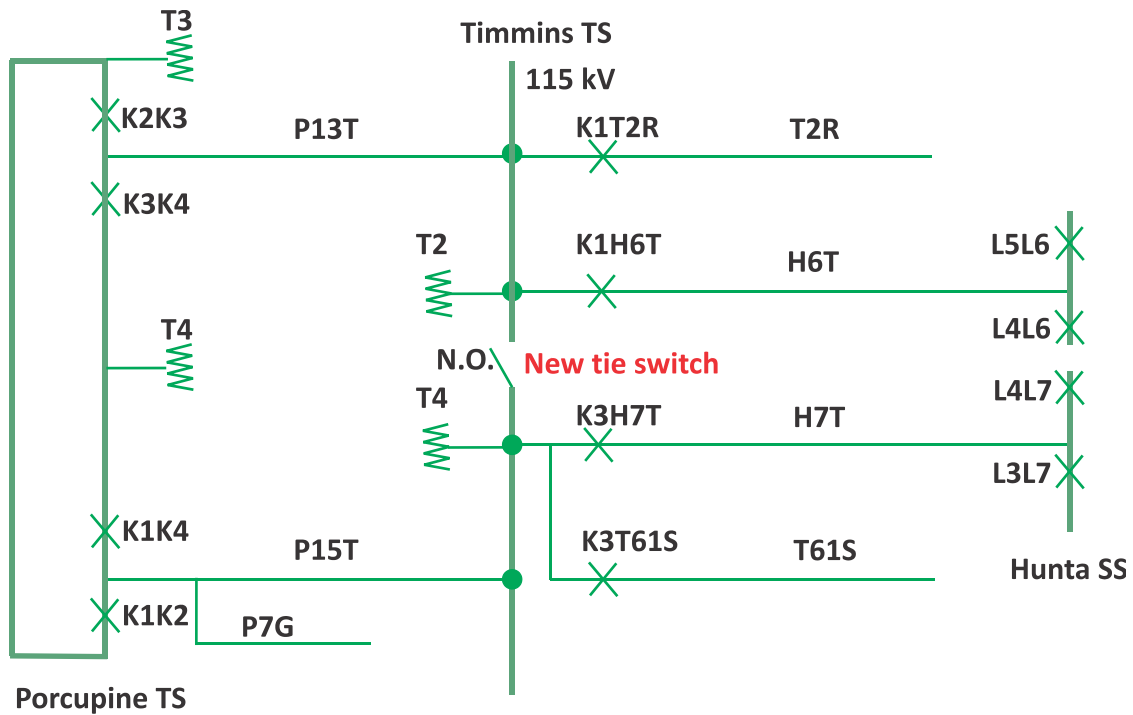 T3
Timmins TS
115 kV
K2K3
P13T
K1T2R
T2R
K3K4
T2
K1H6T
H6T
L5L6
T4
L4L6
N.O.
New tie switch
T4
L4L7
K3H7T
H7T
L3L7
K1K4
P15T
K3T61S
T61S
Hunta SS
K1K2
P7G
Porcupine TS